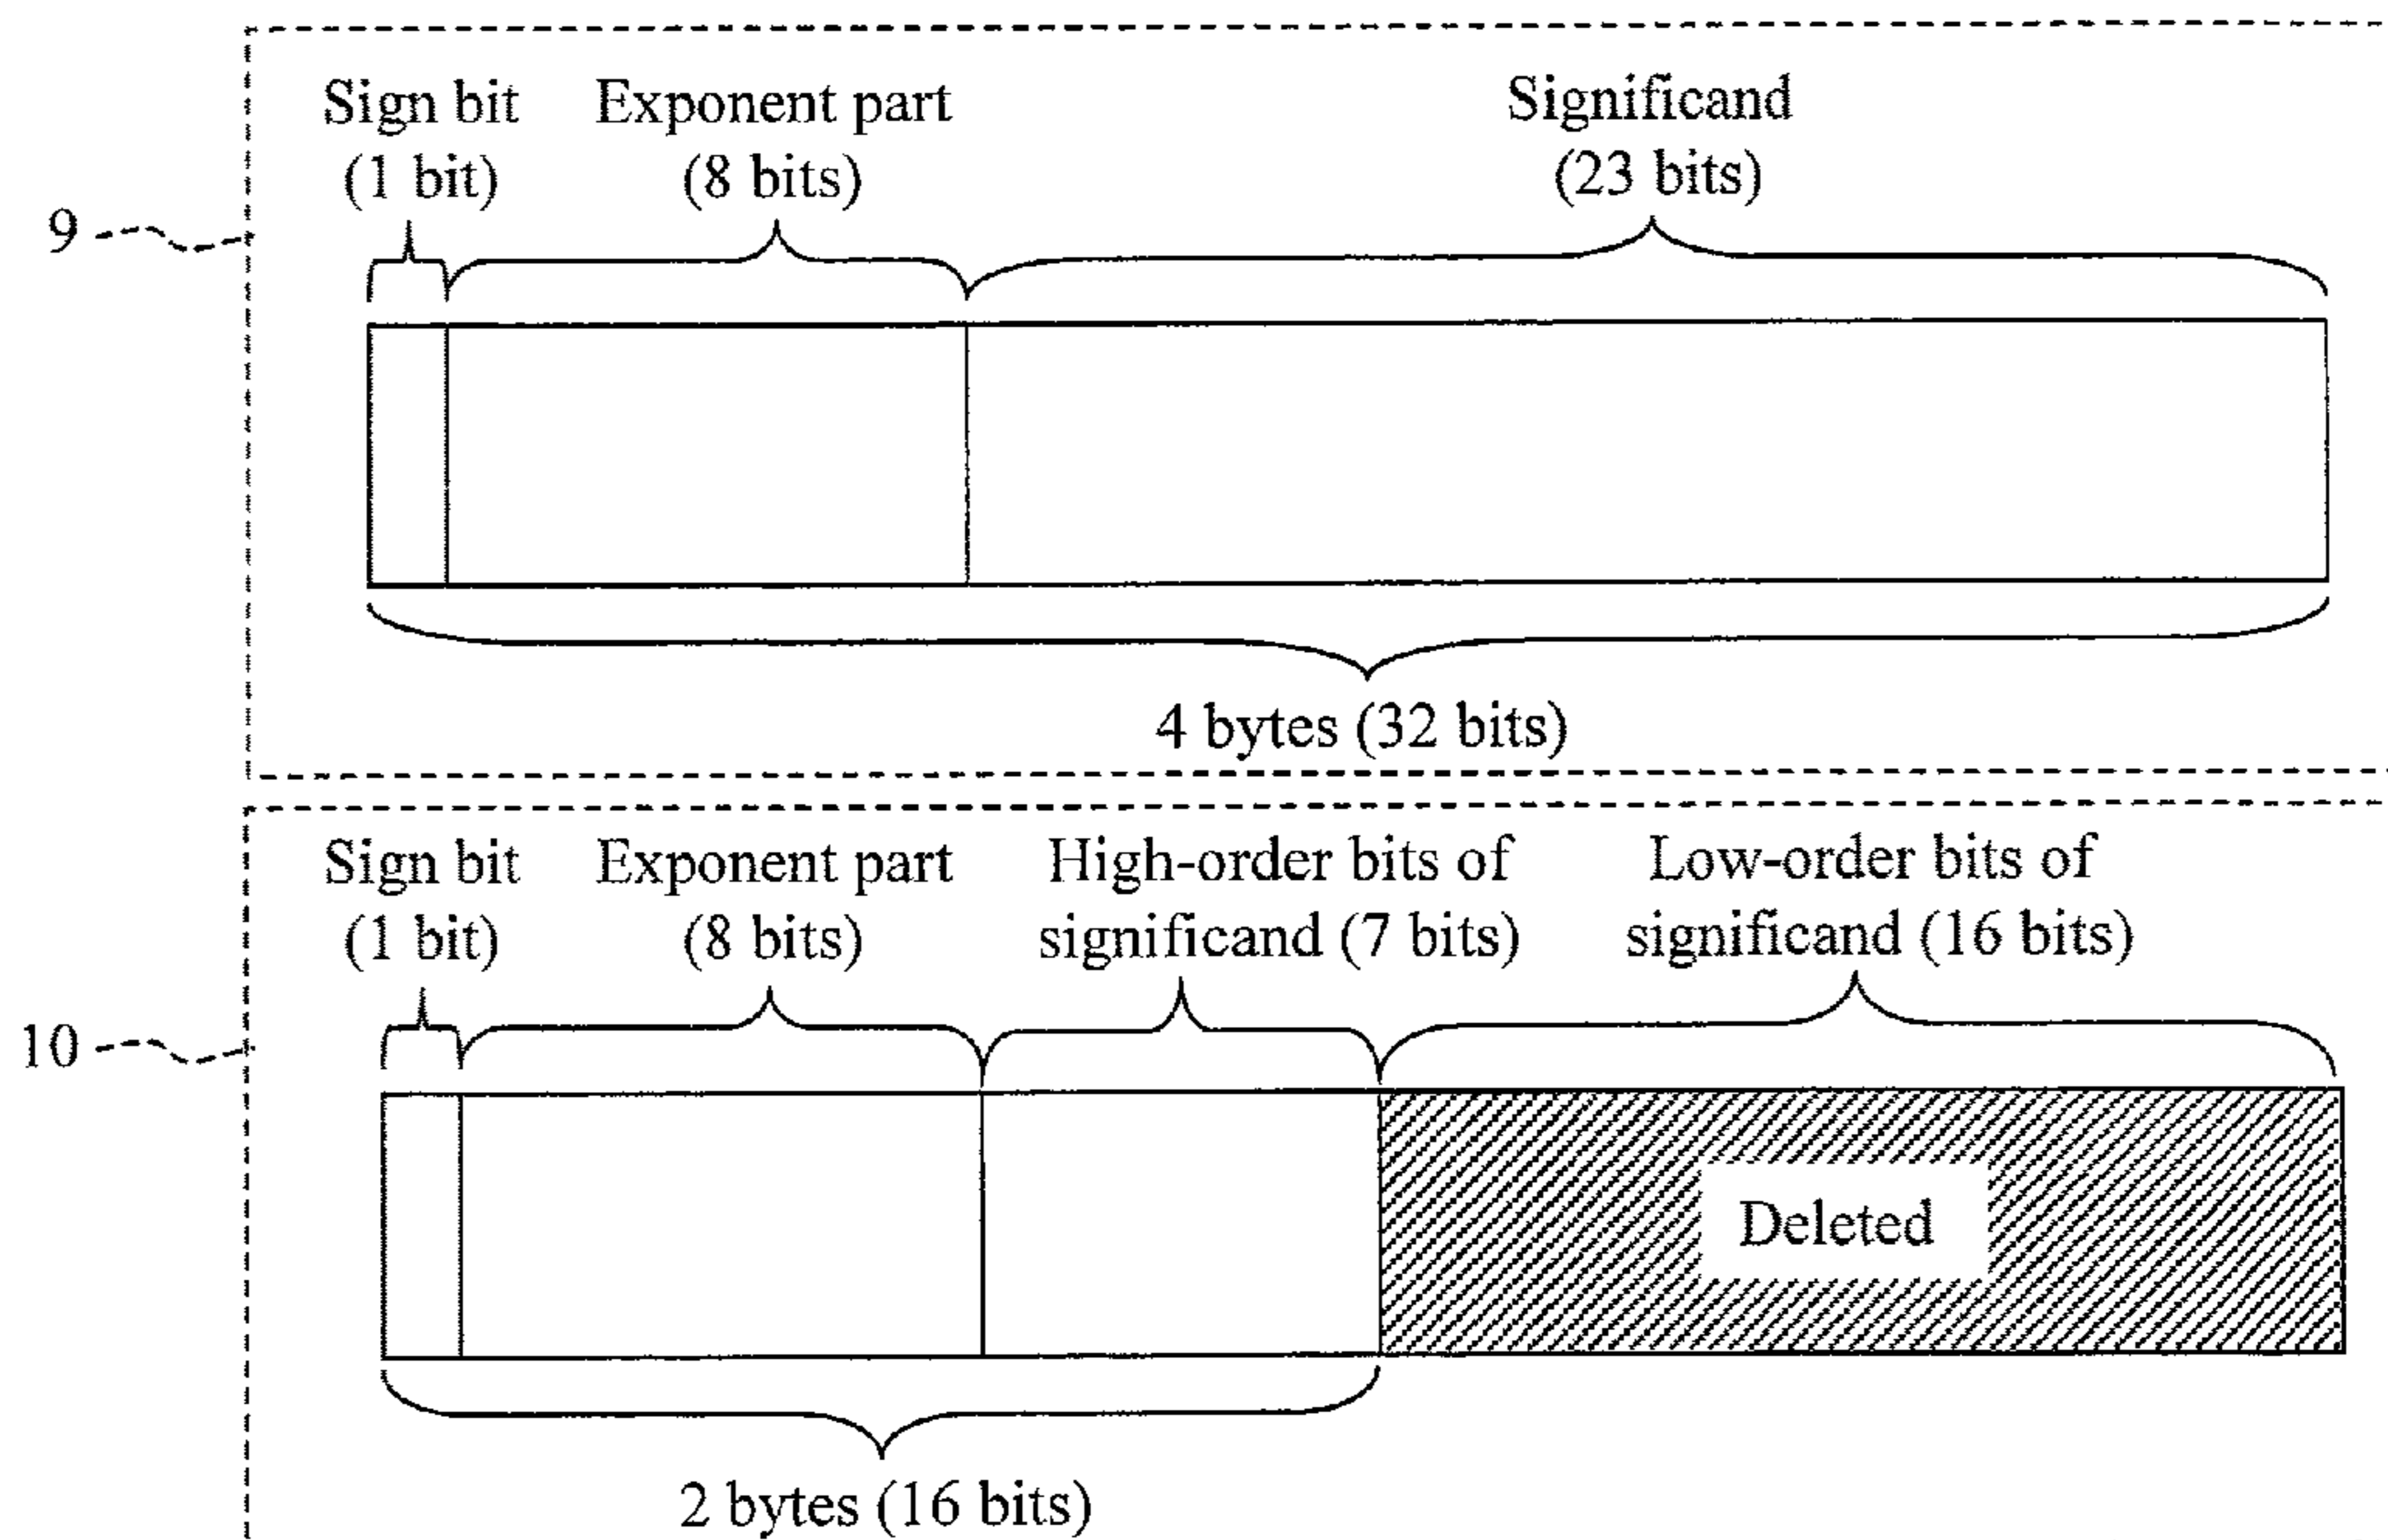 Sign bit
(1 bit)
Exponent part
(8 bits)
Significand
(23 bits)
9
4 bytes (32 bits)
Sign bit
(1 bit)
Exponent part
(8 bits)
High-order bits of
significand (7 bits)
Low-order bits of
significand (16 bits)
10
Deleted
2 bytes (16 bits)